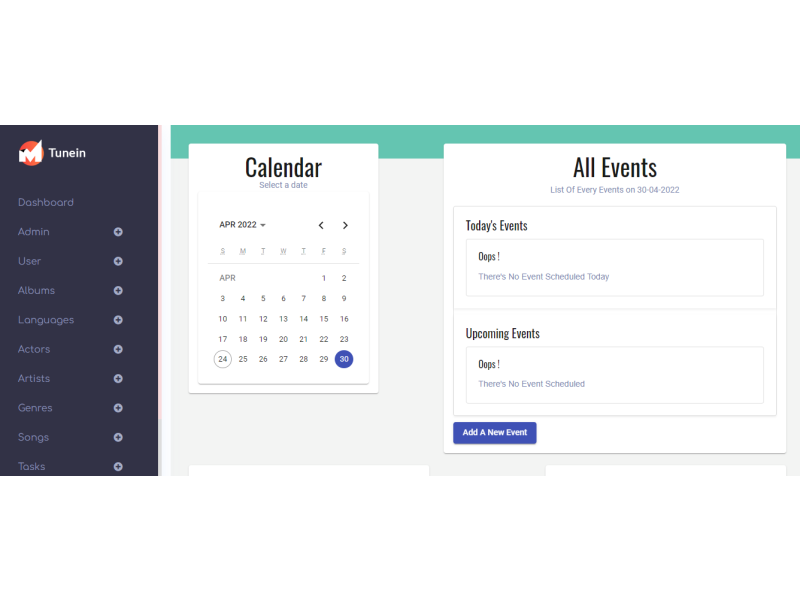 Tunein
Dashboard
Admin
User
Albums
Languages
Actors
Artists
Genres
Songs
Tasks
Calendar
Select a date
APR 2022
S M T W T F S
APR 1 2
3 4 5 6 7 8 9
10 11 12 13 14 15 16
17 18 19 20 21 22 23
24 25 26 27 28 29 30
All Events
List Of Every Events on 30-04-2022
Today's Events
Oops !
There's No Event Scheduled Today
Upcoming Events
Oops !
There's No Event Scheduled
Add A New Event